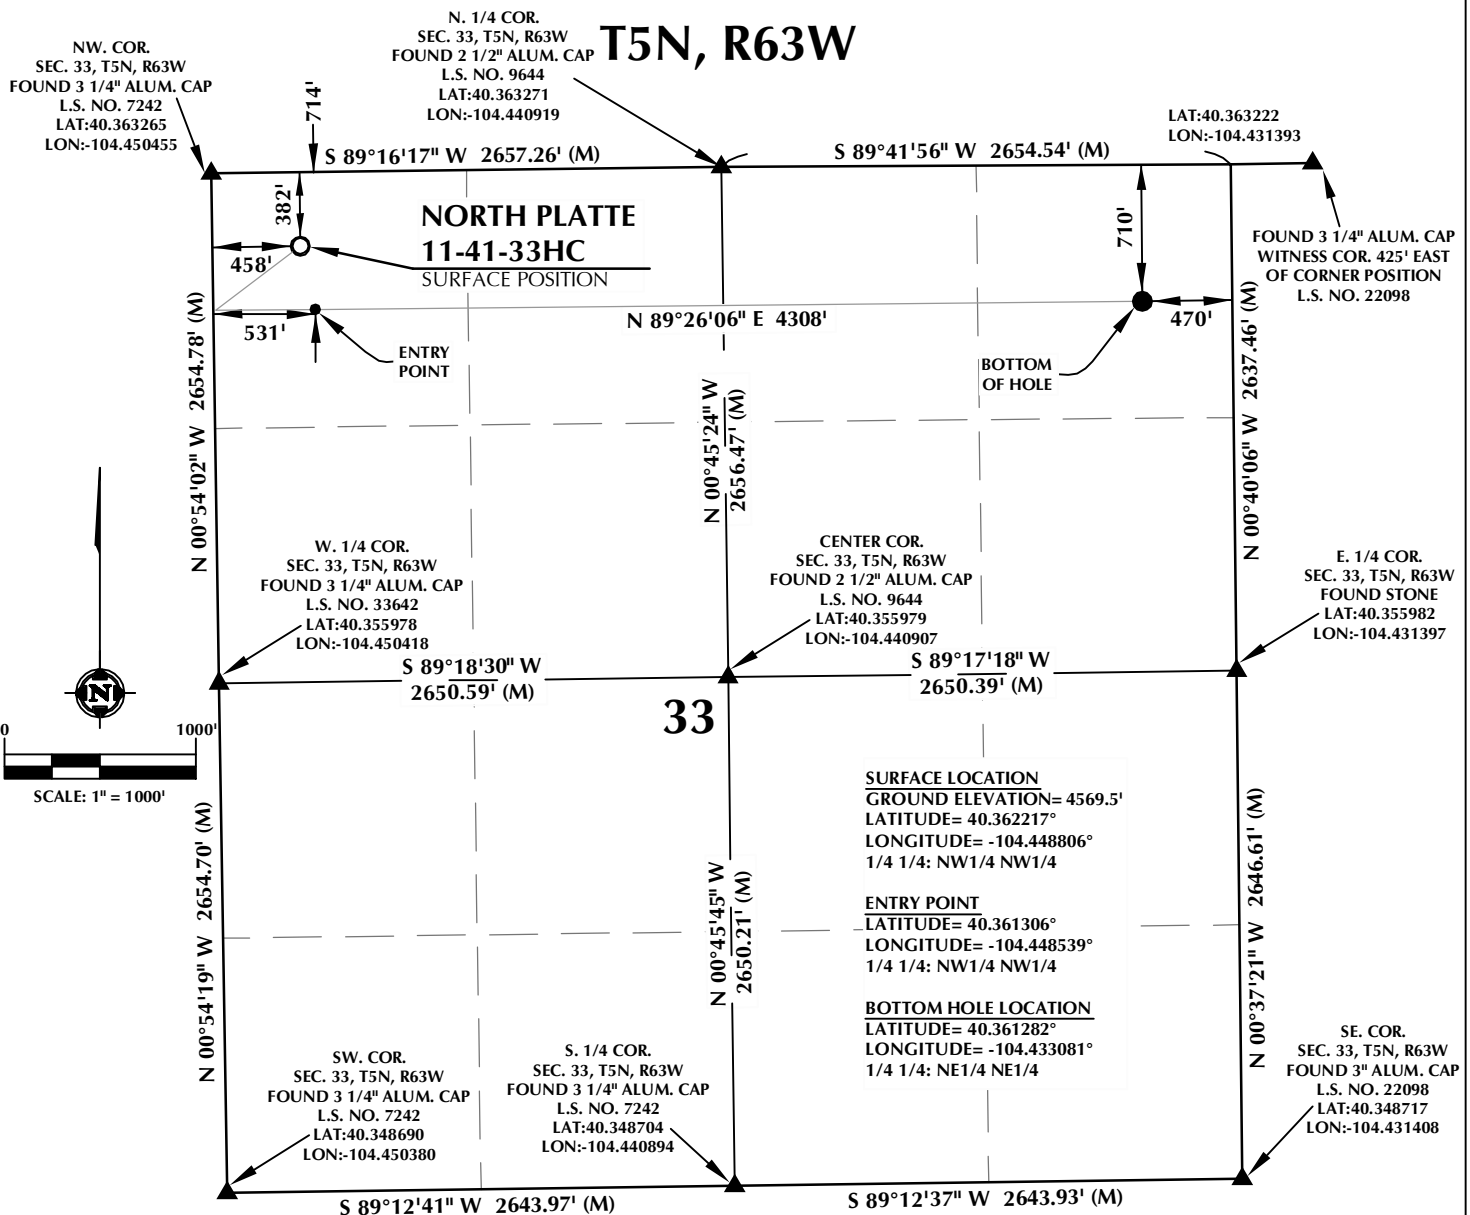 T5N, R63W
NW. COR.
SEC. 33, T5N, R63W
FOUND 3 1/4" ALUM. CAP
L.S. NO. 7242
LAT:40.363265
LON:-104.450455
N. 1/4 COR.
SEC. 33, T5N, R63W
FOUND 2 1/2" ALUM. CAP
L.S. NO. 9644
LAT:40.363271
LON:-104.440919
LAT:40.363222
LON:-104.431393
714'
S 89°16'17" W 2657.26' (M)
S 89°41'56" W 2654.54' (M)
382'
458'
NORTH PLATTE
11-41-33HC
SURFACE POSITION
710'
FOUND 3 1/4" ALUM. CAP
WITNESS COR. 425' EAST
OF CORNER POSITION
L.S. NO. 22098
531'
ENTRY
POINT
N 89°26'06" E 4308'
470'
BOTTOM
OF HOLE
N 00°54'02" W 2654.78' (M)
N 00°45'24" W
2656.47' (M)
N 00°40'06" W 2637.46' (M)
W. 1/4 COR.
SEC. 33, T5N, R63W
FOUND 3 1/4" ALUM. CAP
L.S. NO. 33642
LAT:40.355978
LON:-104.450418
CENTER COR.
SEC. 33, T5N, R63W
FOUND 2 1/2" ALUM. CAP
L.S. NO. 9644
LAT:40.355979
LON:-104.440907
E. 1/4 COR.
SEC. 33, T5N, R63W
FOUND STONE
LAT:40.355982
LON:-104.431397
S 89°18'30" W
2650.59' (M)
S 89°17'18" W
2650.39' (M)
33
N
0 1000'
SCALE: 1" = 1000'
SURFACE LOCATION
GROUND ELEVATION= 4569.5'
LATITUDE= 40.362217°
LONGITUDE= -104.448806°
1/4 1/4: NW1/4 NW1/4
ENTRY POINT
LATITUDE= 40.361306°
LONGITUDE= -104.448539°
1/4 1/4: NW1/4 NW1/4
BOTTOM HOLE LOCATION
LATITUDE= 40.361282°
LONGITUDE= -104.433081°
1/4 1/4: NE1/4 NE1/4
N 00°54'19" W 2654.70' (M)
N 00°45'45" W
2650.21' (M)
N 00°37'21" W 2646.61' (M)
SW. COR.
SEC. 33, T5N, R63W
FOUND 3 1/4" ALUM. CAP
L.S. NO. 7242
LAT:40.348690
LON:-104.450380
S. 1/4 COR.
SEC. 33, T5N, R63W
FOUND 3 1/4" ALUM. CAP
L.S. NO. 7242
LAT:40.348704
LON:-104.440894
SE. COR.
SEC. 33, T5N, R63W
FOUND 3" ALUM. CAP
L.S. NO. 22098
LAT:40.348717
LON:-104.431408
S 89°12'41" W 2643.97' (M)
S 89°12'37" W 2643.93' (M)